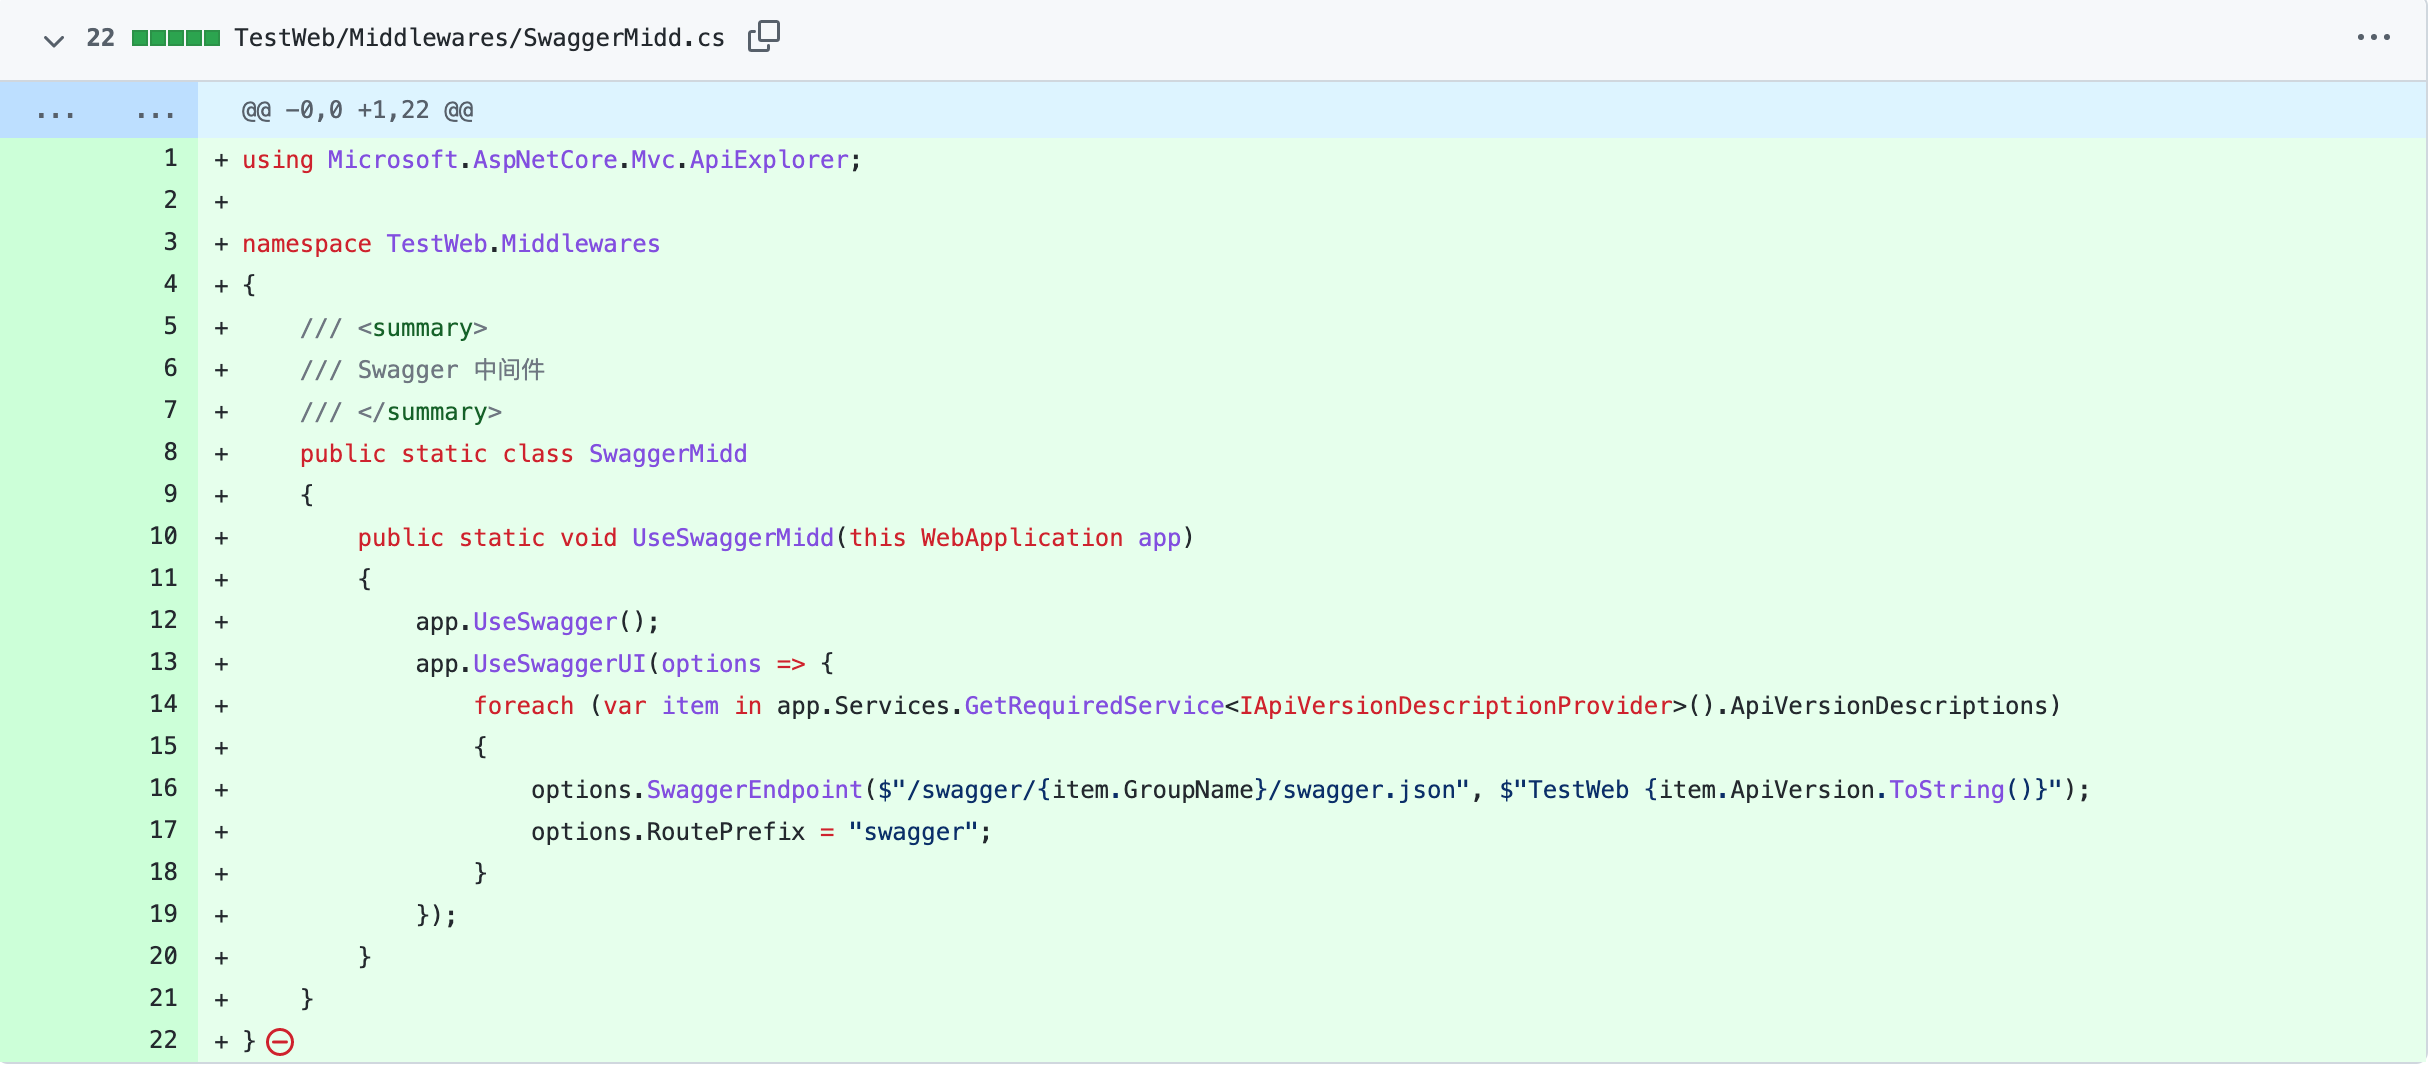 22 TestWeb/Middlewares/SwaggerMidd.cs ...
... ... @@ -0,0 +1,22 @@
1 + using Microsoft.AspNetCore.Mvc.ApiExplorer;
2 +
3 + namespace TestWeb.Middlewares
4 + {
5 +     /// <summary>
6 +     /// Swagger 中间件
7 +     /// </summary>
8 +     public static class SwaggerMidd
9 +     {
10 +         public static void UseSwaggerMidd(this WebApplication app)
11 +         {
12 +             app.UseSwagger();
13 +             app.UseSwaggerUI(options => {
14 +                 foreach (var item in app.Services.GetRequiredService<IApiVersionDescriptionProvider>().ApiVersionDescriptions)
15 +                 {
16 +                     options.SwaggerEndpoint($"/swagger/{item.GroupName}/swagger.json", $"TestWeb {item.ApiVersion.ToString()}");
17 +                     options.RoutePrefix = "swagger";
18 +                 }
19 +             });
20 +         }
21 +     }
22 + }